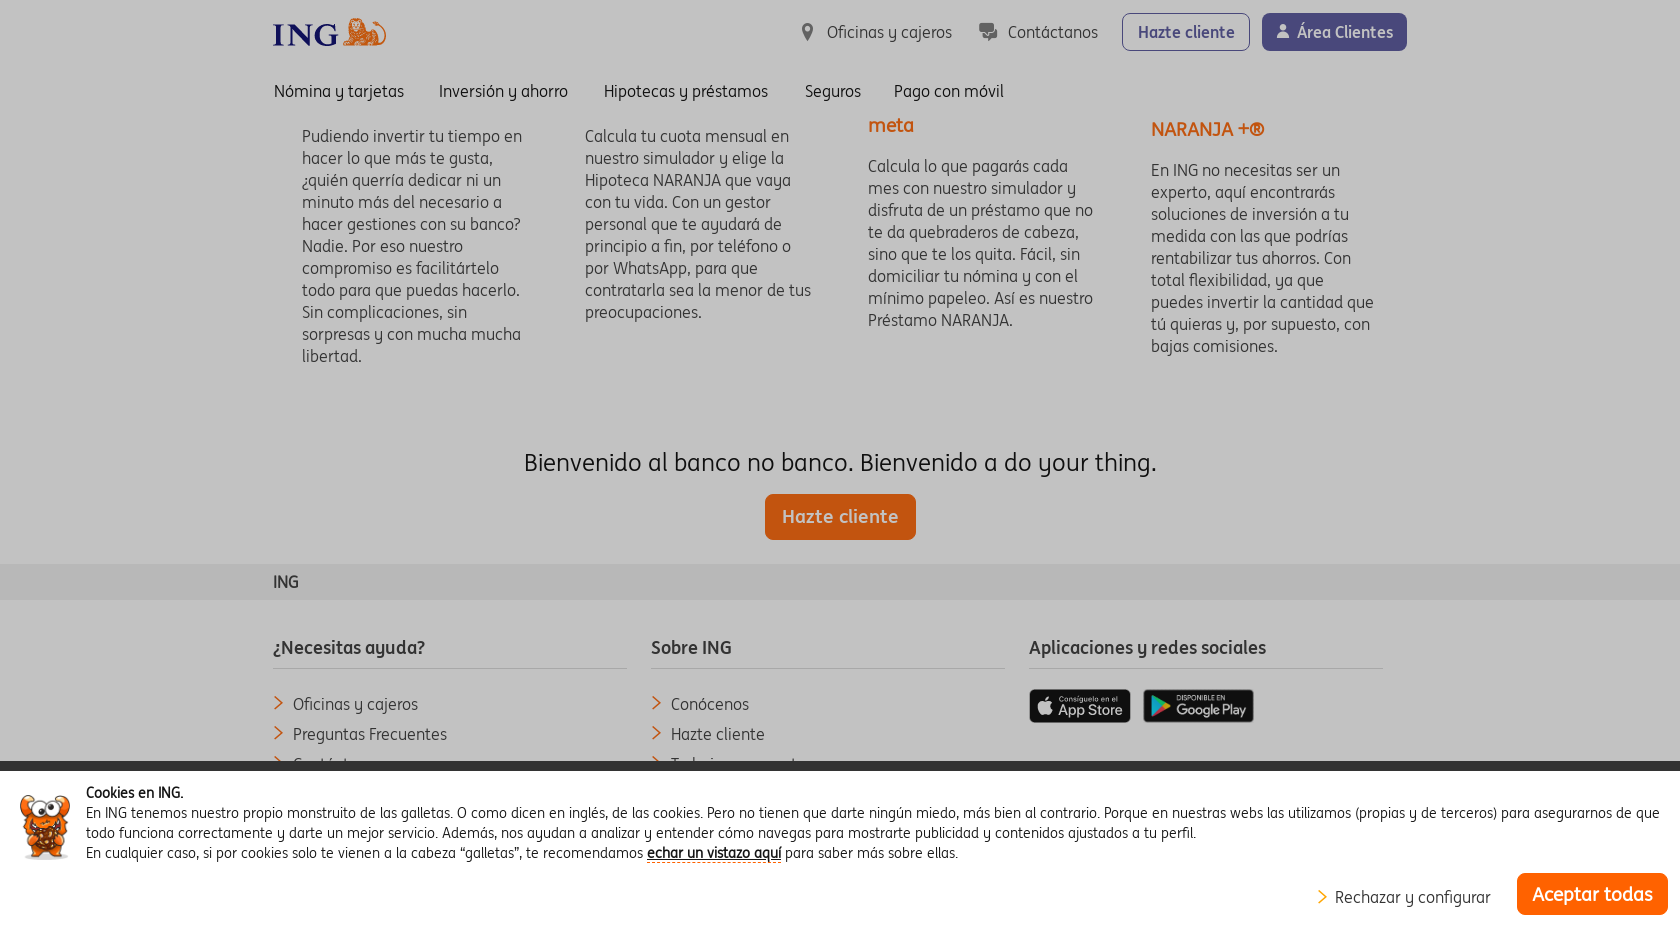 ING
Oficinas y cajeros
Contáctanos
Hazte cliente
Área Clientes
Nómina y tarjetas
Inversión y ahorro
Hipotecas y préstamos
Seguros
Pago con móvil
Pudiendo invertir tu tiempo en
hacer lo que más te gusta,
¿quién querría dedicar ni un
minuto más del necesario a
hacer gestiones con su banco?
Nadie. Por eso nuestro
compromiso es facilitártelo
todo para que puedas hacerlo.
Sin complicaciones, sin
sorpresas y con mucha mucha
libertad.
Calcula tu cuota mensual en
nuestro simulador y elige la
Hipoteca NARANJA que vaya
con tu vida. Con un gestor
personal que te ayudará de
principio a fin, por teléfono o
por WhatsApp, para que
contratarla sea la menor de tus
preocupaciones.
meta
Calcula lo que pagarás cada
mes con nuestro simulador y
disfruta de un préstamo que no
te da quebraderos de cabeza,
sino que te los quita. Fácil, sin
domiciliar tu nómina y con el
mínimo papeleo. Así es nuestro
Préstamo NARANJA.
NARANJA +®
En ING no necesitas ser un
experto, aquí encontrarás
soluciones de inversión a tu
medida con las que podrías
rentabilizar tus ahorros. Con
total flexibilidad, ya que
puedes invertir la cantidad que
tú quieras y, por supuesto, con
bajas comisiones.
Bienvenido al banco no banco. Bienvenido a do your thing.
Hazte cliente
ING
¿Necesitas ayuda?
Oficinas y cajeros
Preguntas Frecuentes
Sobre ING
Conócenos
Hazte cliente
Aplicaciones y redes sociales
Consíguelo en el
App Store
DISPONIBLE EN
Google Play
Cookies en ING.
En ING tenemos nuestro propio monstruito de las galletas. O como dicen en inglés, de las cookies. Pero no tienen que darte ningún miedo, más bien al contrario. Porque en nuestras webs las utilizamos (propias y de terceros) para asegurarnos de que
todo funciona correctamente y darte un mejor servicio. Además, nos ayudan a analizar y entender cómo navegas para mostrarte publicidad y contenidos ajustados a tu perfil.
En cualquier caso, si por cookies solo te vienen a la cabeza “galletas”, te recomendamos echar un vistazo aquí para saber más sobre ellas.
Rechazar y configurar
Aceptar todas